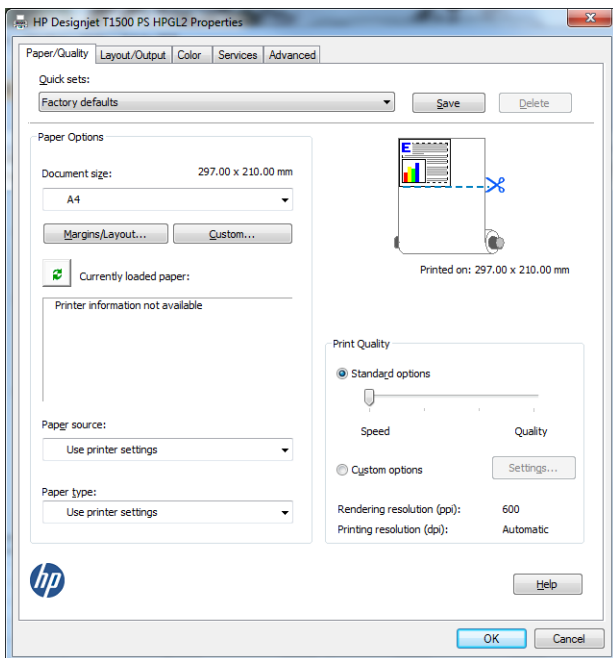 HP Designjet T1500 PS HPGL2 Properties
Paper/Quality Layout/Output Color Services Advanced
Quick sets:
Factory defaults
Save Delete
Paper Options
Document size: 297.00 x 210.00 mm
A4
Margins/Layout... Custom...
Currently loaded paper:
Printer information not available
Paper source:
Use printer settings
Paper type:
Use printer settings
E
Printed on: 297.00 x 210.00 mm
Print Quality
Standard options
Speed Quality
Custom options Settings...
Rendering resolution (ppi): 600
Printing resolution (dpi): Automatic
hp
Help
OK Cancel